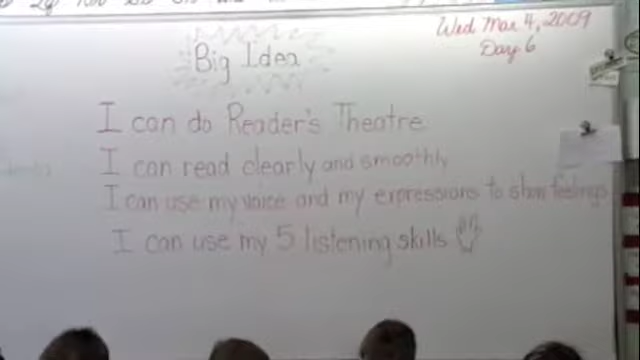 Wed Mar 4, 2009
Day 6
Big Idea
I can do Reader's Theatre
I can read clearly and smoothly
I can use my voice and my expressions to show feelings
I can use my 5 listening skills